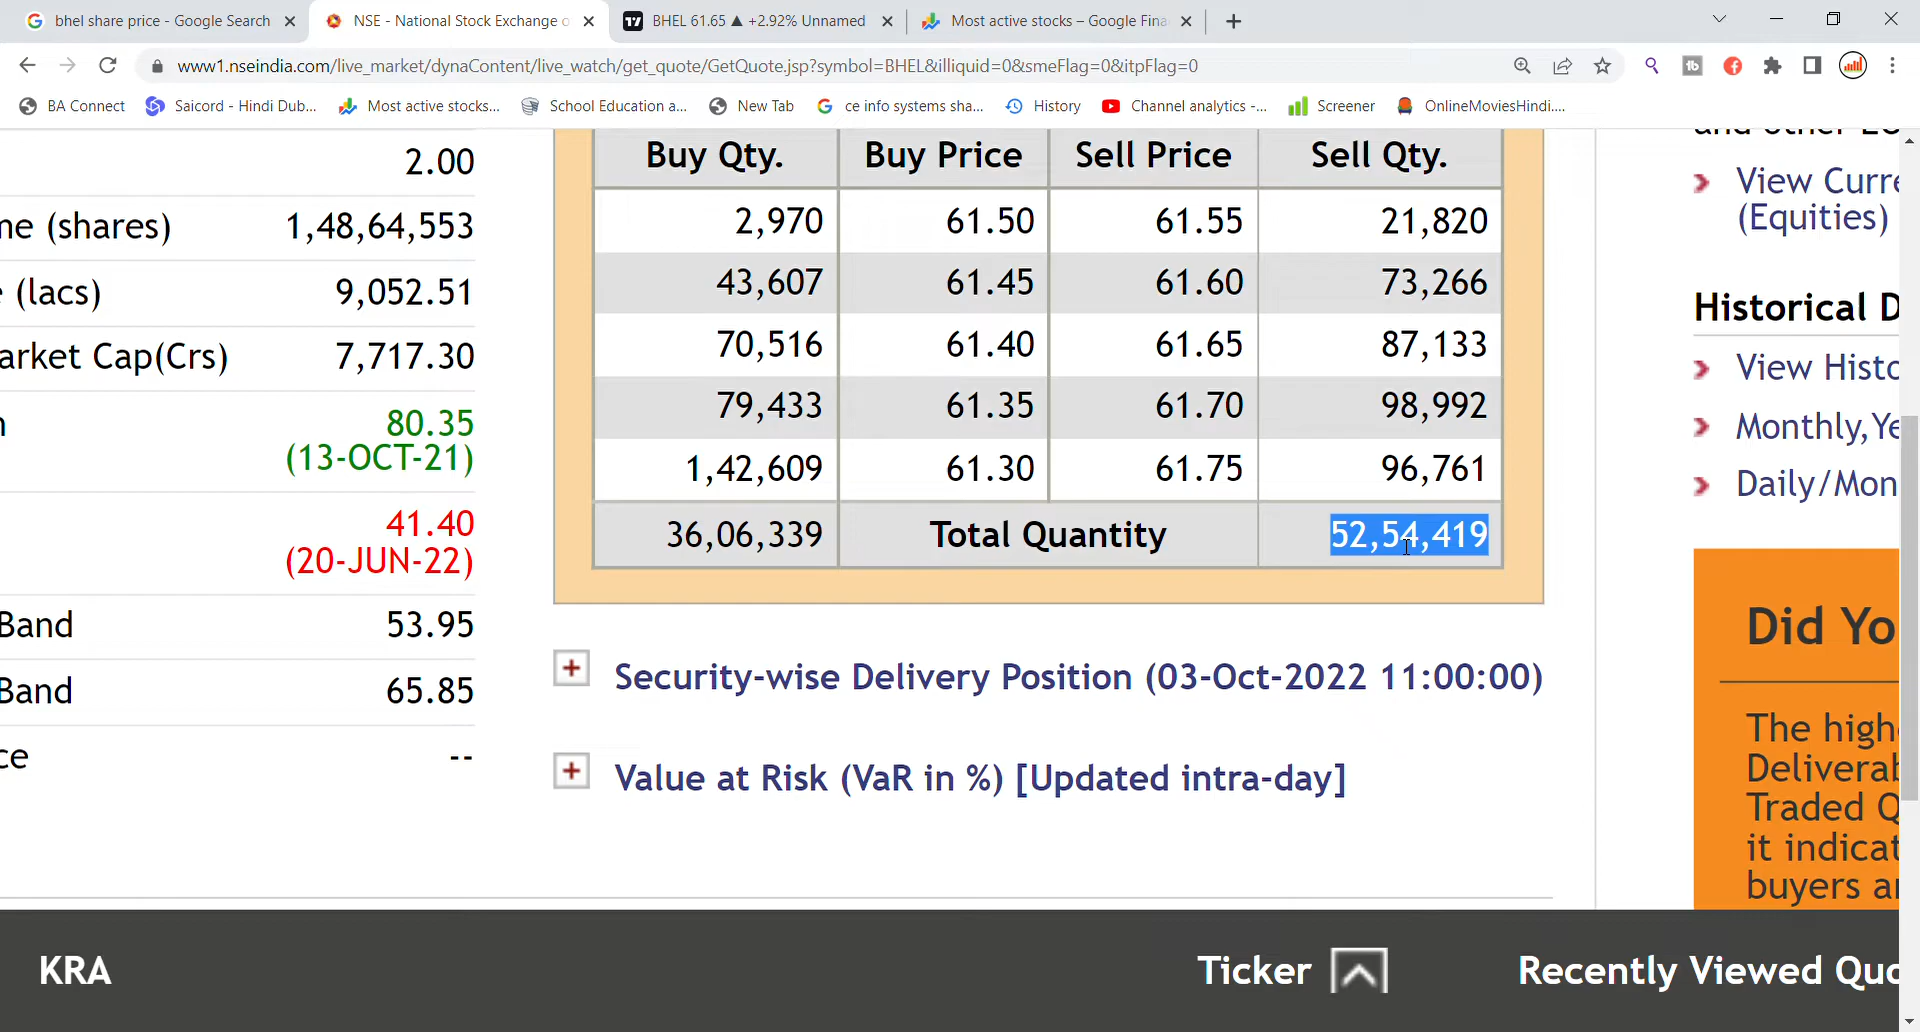 bhel share price - Google Search
NSE - National Stock Exchange o
BHEL 61.65 ▲ +2.92% Unnamed
Most active stocks – Google Fina
www1.nseindia.com/live_market/dynaContent/live_watch/get_quote/GetQuote.jsp?symbol=BHEL&illiquid=0&smeFlag=0&itpFlag=0
BA Connect
Saicord - Hindi Dub...
Most active stocks...
School Education a...
New Tab
ce info systems sha...
History
Channel analytics -...
Screener
OnlineMoviesHindi....
2.00
me (shares) 1,48,64,553
e (lacs) 9,052.51
arket Cap(Crs) 7,717.30
80.35
(13-OCT-21)
41.40
(20-JUN-22)
Band 53.95
Band 65.85
ce --
Buy Qty. Buy Price Sell Price Sell Qty.
2,970 61.50 61.55 21,820
43,607 61.45 61.60 73,266
70,516 61.40 61.65 87,133
79,433 61.35 61.70 98,992
1,42,609 61.30 61.75 96,761
36,06,339 Total Quantity 52,54,419
Security-wise Delivery Position (03-Oct-2022 11:00:00)
Value at Risk (VaR in %) [Updated intra-day]
View Curre
(Equities)
Historical D
View Histo
Monthly,Ye
Daily/Mon
Did Yo
The high
Deliverab
Traded Q
it indicat
buyers a
KRA
Ticker
Recently Viewed Quo